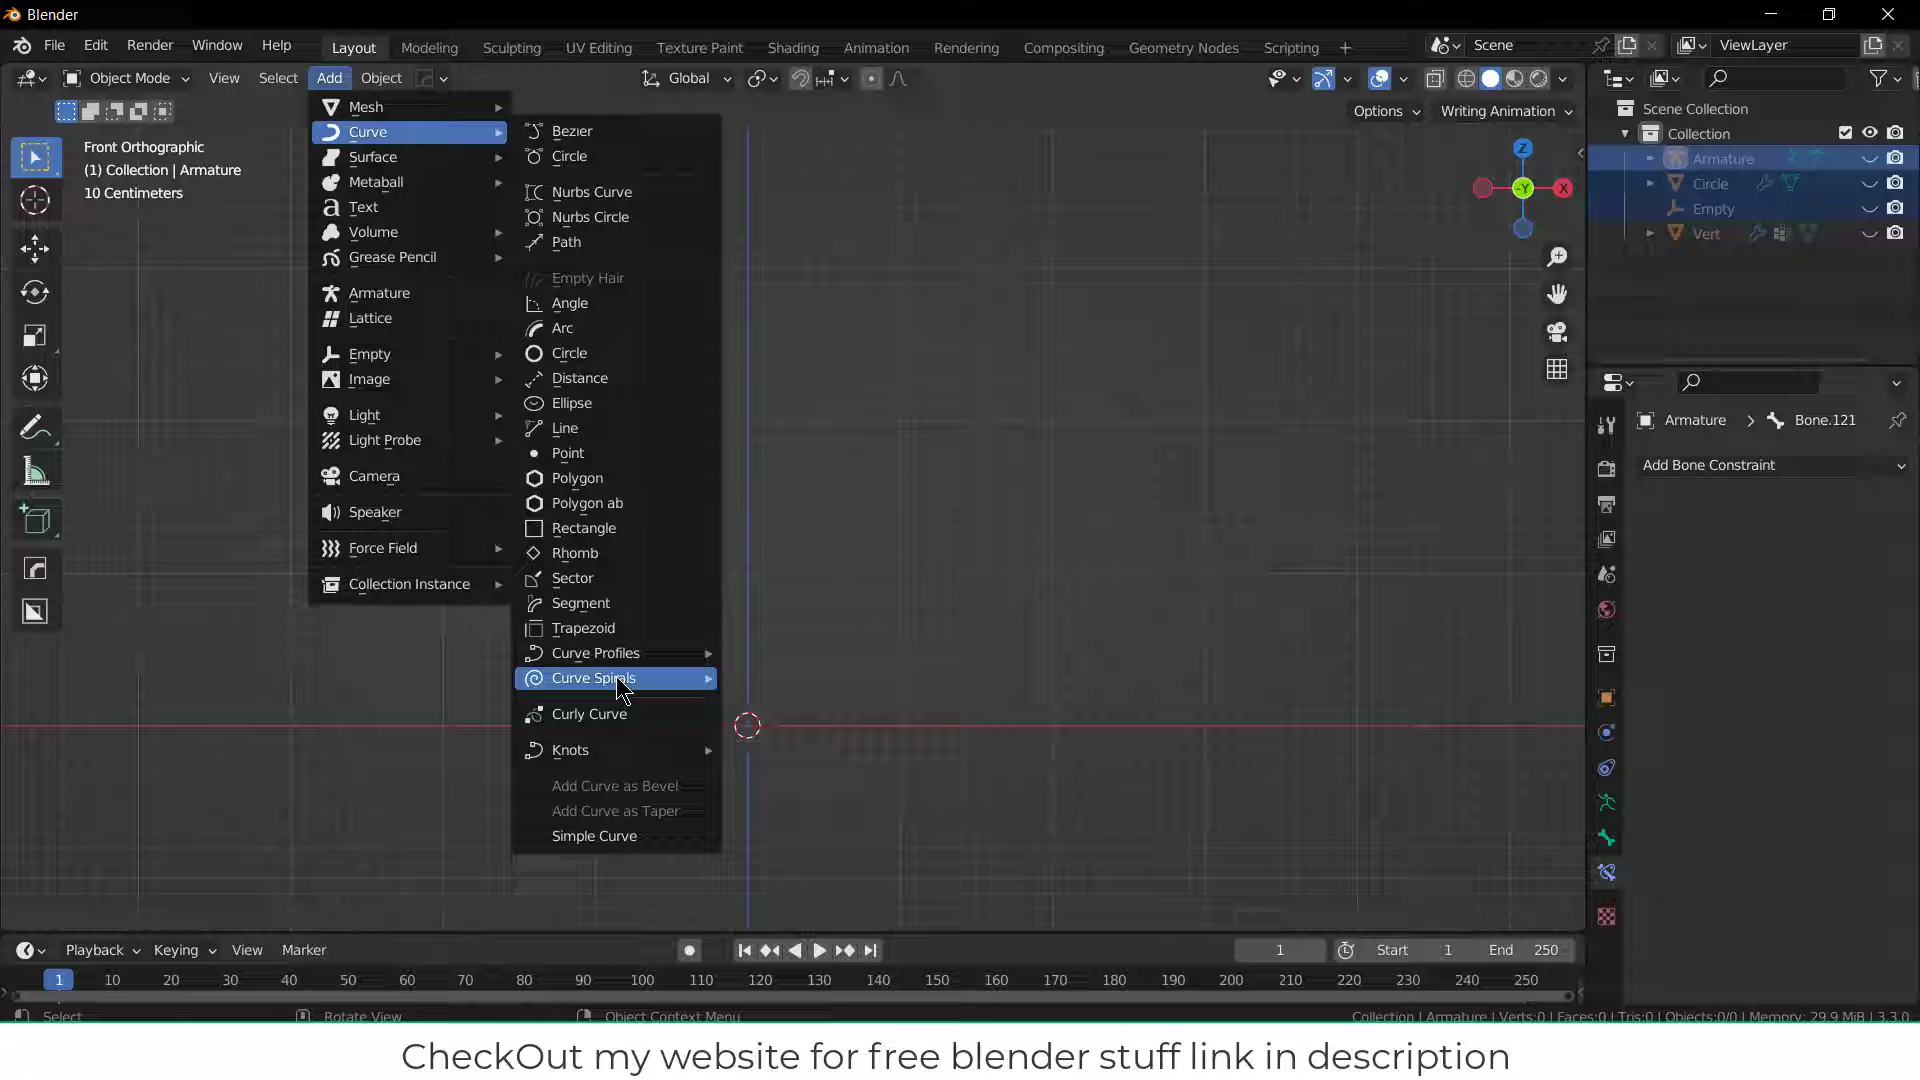 Blender
File Edit Render Window Help Layout Modeling Sculpting UV Editing Texture Paint Shading Animation Rendering Compositing Geometry Nodes Scripting + Scene ViewLayer
Object Mode View Select Add Object Global
Options Writing Animation
Front Orthographic
(1) Collection | Armature
10 Centimeters
Mesh
Curve
Surface
Metaball
Text
Volume
Grease Pencil
Armature
Lattice
Empty
Image
Light
Light Probe
Camera
Speaker
Force Field
Collection Instance
Bezier
Circle
Nurbs Curve
Nurbs Circle
Path
Empty Hair
Angle
Arc
Circle
Distance
Ellipse
Line
Point
Polygon
Polygon ab
Rectangle
Rhomb
Sector
Segment
Trapezoid
Curve Profiles
Curve Spirals
Curly Curve
Knots
Add Curve as Bevel
Add Curve as Taper
Simple Curve
Z
-Y X
Scene Collection
Collection
Armature
Circle
Empty
Vert
Armature > Bone.121
Add Bone Constraint
Playback Keying View Marker 1 Start 1 End 250
1 10 20 30 40 50 60 70 80 90 100 110 120 130 140 150 160 170 180 190 200 210 220 230 240 250
Select Rotate View Object Context Menu Collection | Armature | Verts:0 | Faces:0 | Tris:0 | Objects:0/0 | Memory: 29.9 MiB | 3.3.0
CheckOut my website for free blender stuff link in description